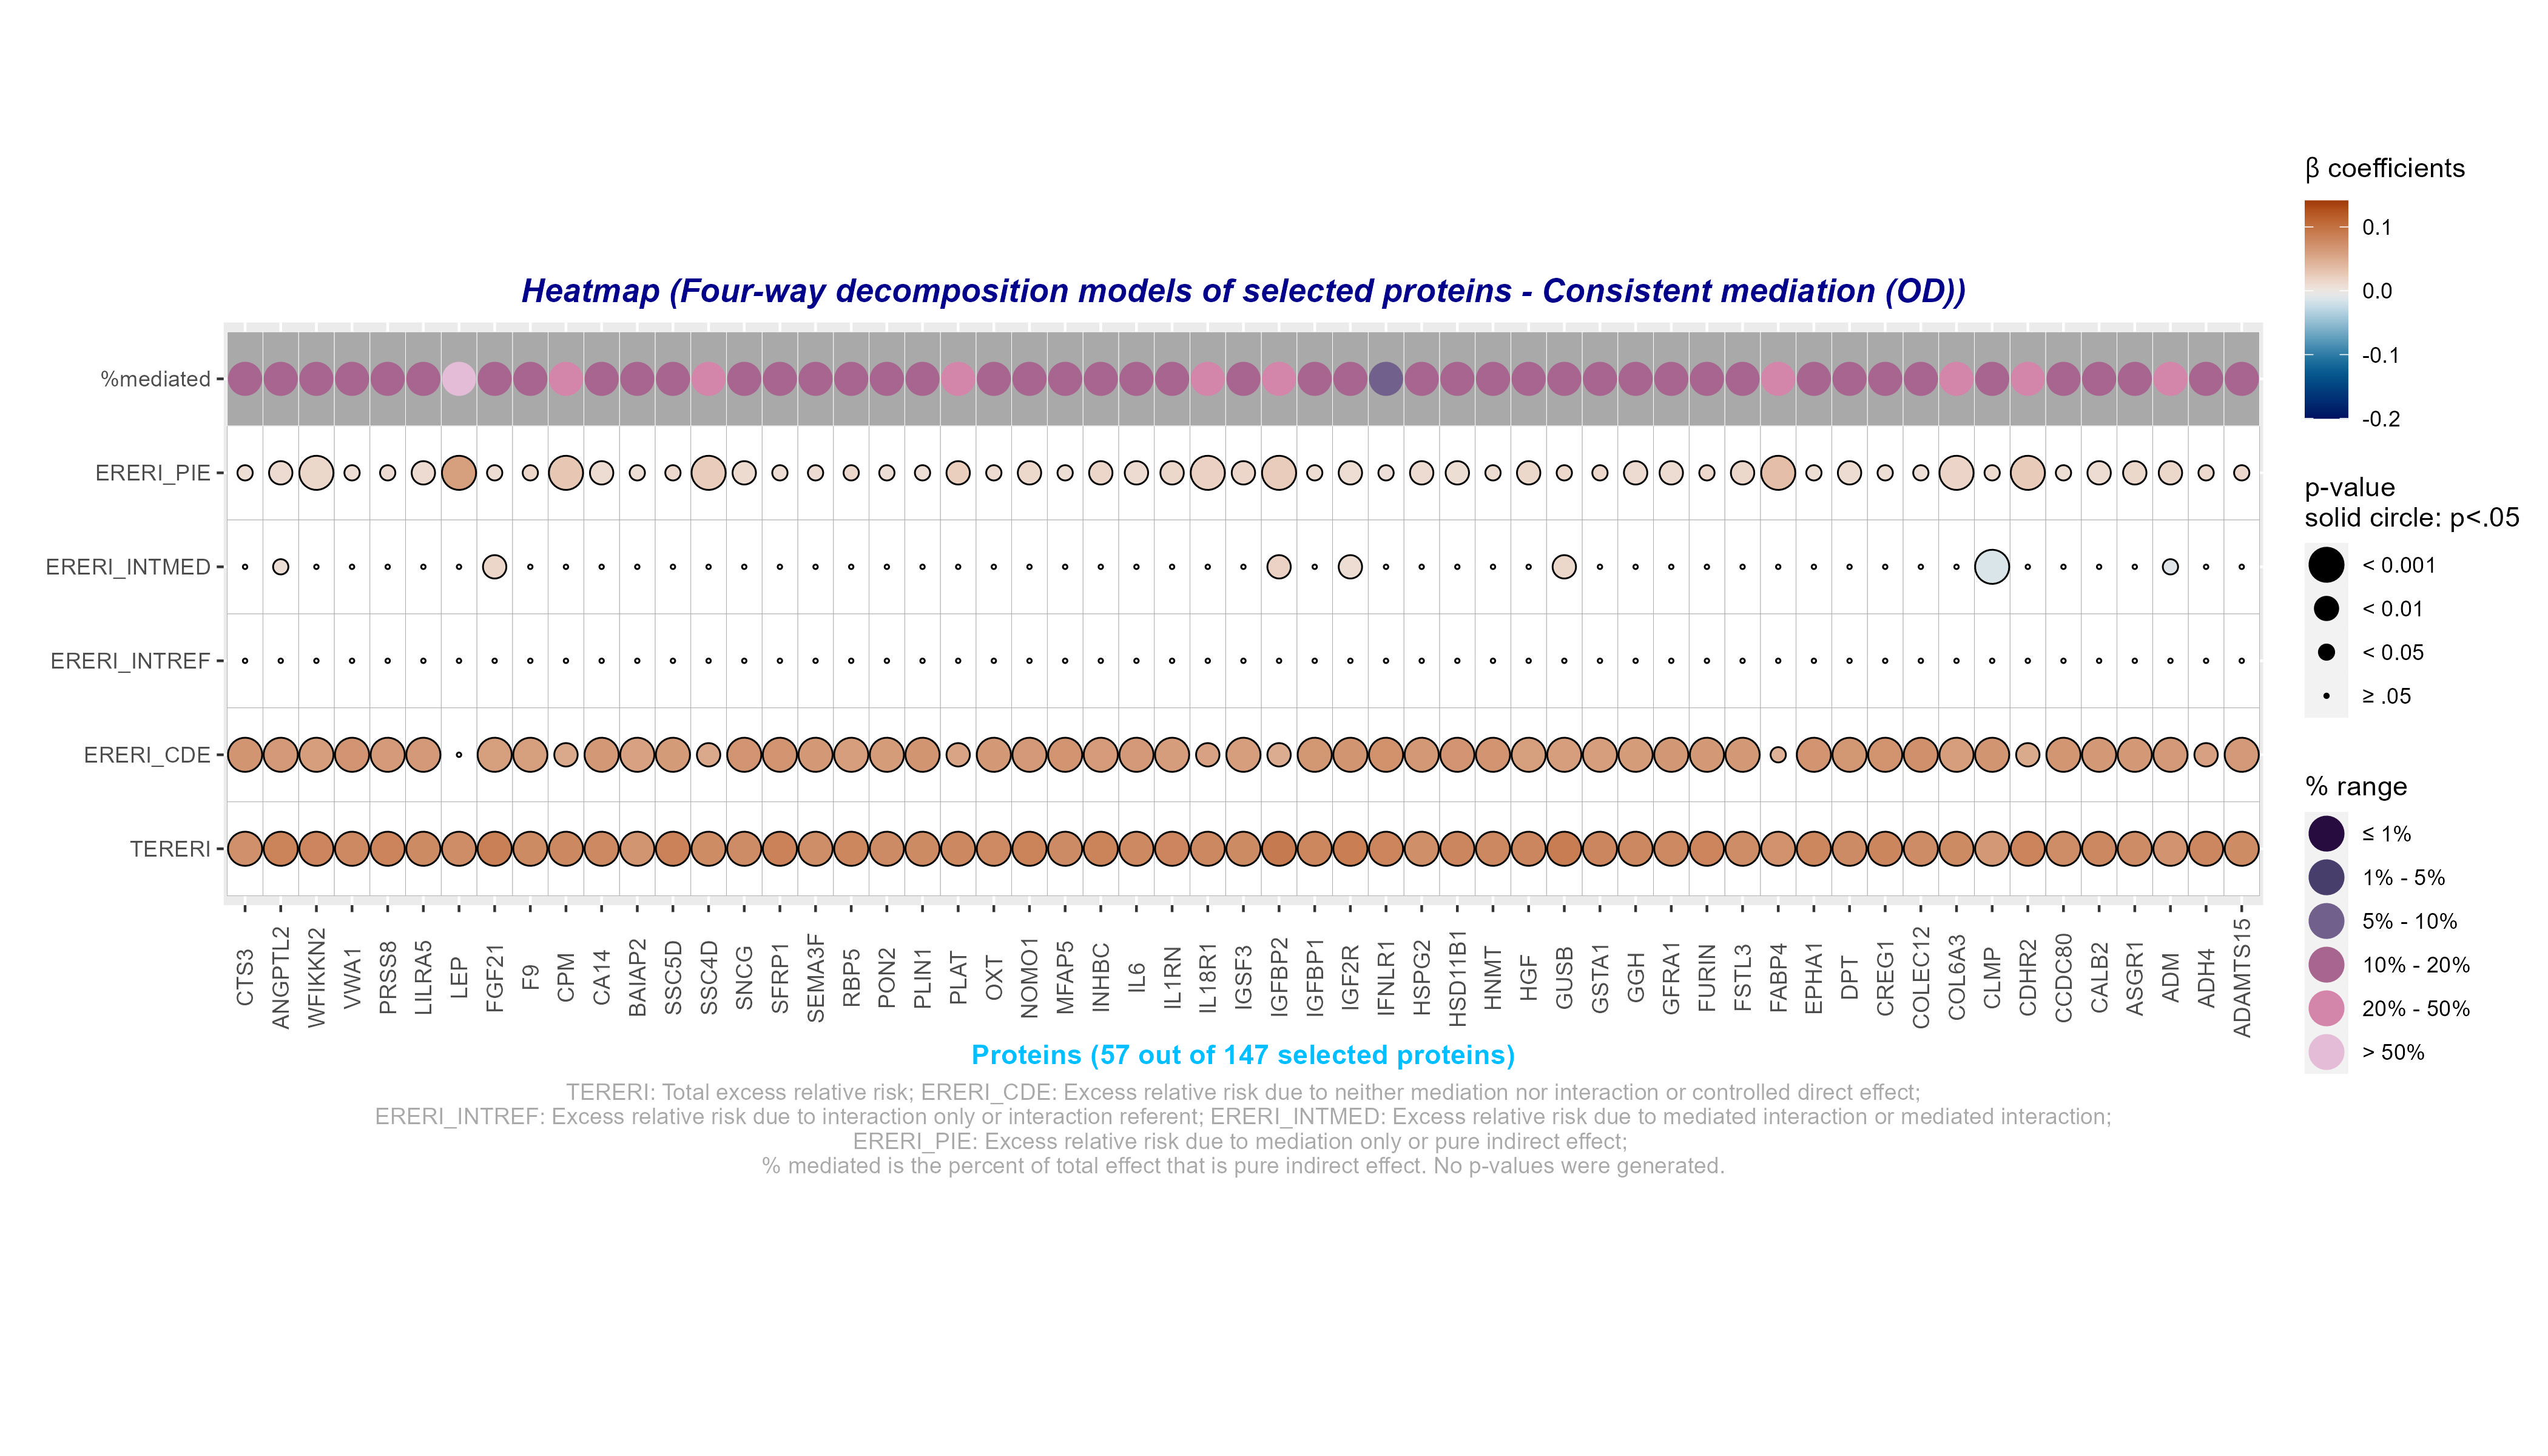 Heatmap (Four-way decomposition models of selected proteins - Consistent mediation (OD))
%mediated
ERERI_PIE
ERERI_INTMED
ERERI_INTREF
ERERI_CDE
TERERI
CTS3
ANGPTL2
WFIKKN2
VWA1
PRSS8
LILRA5
LEP
FGF21
F9
CPM
CA14
BAIAP2
SSC5D
SSC4D
SNCG
SFRP1
SEMA3F
RBP5
PON2
PLIN1
PLAT
OXT
NOMO1
MFAP5
INHBC
IL6
IL1RN
IL18R1
IGSF3
IGFBP2
IGFBP1
IGF2R
IFNLR1
HSPG2
HSD11B1
HNMT
HGF
GUSB
GSTA1
GGH
GFRA1
FURIN
FSTL3
FABP4
EPHA1
DPT
CREG1
COLEC12
COL6A3
CLMP
CDHR2
CCDC80
CALB2
ASGR1
ADM
ADH4
ADAMTS15
Proteins (57 out of 147 selected proteins)
TERERI: Total excess relative risk; ERERI_CDE: Excess relative risk due to neither mediation nor interaction or controlled direct effect;
ERERI_INTREF: Excess relative risk due to interaction only or interaction referent; ERERI_INTMED: Excess relative risk due to mediated interaction or mediated interaction;
ERERI_PIE: Excess relative risk due to mediation only or pure indirect effect;
% mediated is the percent of total effect that is pure indirect effect. No p-values were generated.
β coefficients
0.1
0.0
-0.1
-0.2
p-value
solid circle: p<.05
< 0.001
< 0.01
< 0.05
≥ .05
% range
≤ 1%
1% - 5%
5% - 10%
10% - 20%
20% - 50%
> 50%